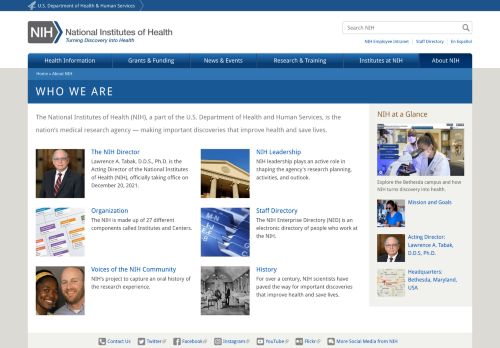 U.S. Department of Health & Human Services
NIH
National Institutes of Health
Turning Discovery Into Health
Search NIH
NIH Employee Intranet
Staff Directory
En Español
Health Information
Grants & Funding
News & Events
Research & Training
Institutes at NIH
About NIH
Home » About NIH
WHO WE ARE
The National Institutes of Health (NIH), a part of the U.S. Department of Health and Human Services, is the
nation's medical research agency — making important discoveries that improve health and save lives.
The NIH Director
Lawrence A. Tabak, D.D.S., Ph.D. is the
Acting Director of the National Institutes
of Health (NIH), officially taking office on
December 20, 2021.
NIH Leadership
NIH leadership plays an active role in
shaping the agency's research planning,
activities, and outlook.
Organization
The NIH is made up of 27 different
components called Institutes and Centers.
Staff Directory
The NIH Enterprise Directory (NED) is an
electronic directory of people who work at
the NIH.
Voices of the NIH Community
NIH's project to capture an oral history of
the research experience.
History
For over a century, NIH scientists have
paved the way for important discoveries
that improve health and save lives.
NIH at a Glance
Explore the Bethesda campus and how
NIH turns discovery into health.
Mission and Goals
Acting Director:
Lawrence A. Tabak,
D.D.S, Ph.D.
Headquarters:
Bethesda, Maryland,
USA
Contact Us
Twitter
Facebook
Instagram
YouTube
Flickr
More Social Media from NIH